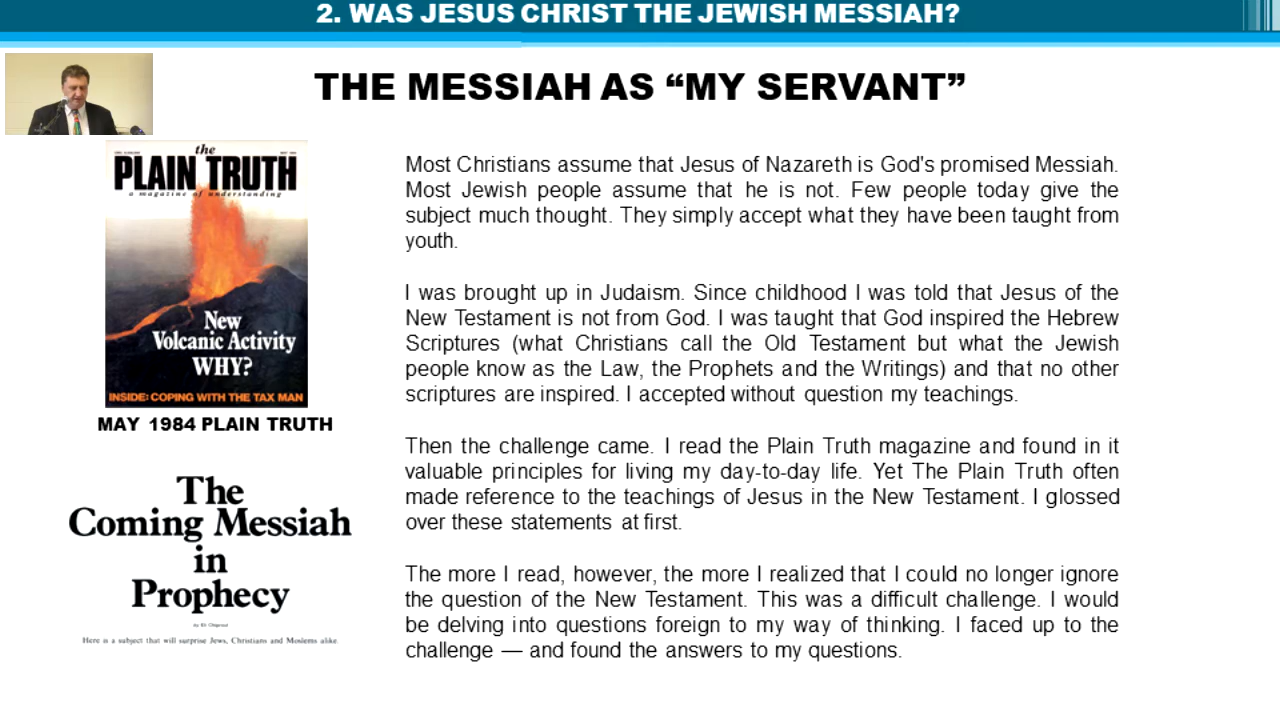 2. WAS JESUS CHRIST THE JEWISH MESSIAH?
THE MESSIAH AS “MY SERVANT”
the
PLAIN TRUTH
a magazine of understanding
New
Volcanic Activity
WHY?
INSIDE: COPING WITH THE TAX MAN
MAY 1984 PLAIN TRUTH
The
Coming Messiah
in
Prophecy
Here is a subject that will surprise Jews, Christians and Moslems alike.
Most Christians assume that Jesus of Nazareth is God's promised Messiah.
Most Jewish people assume that he is not. Few people today give the
subject much thought. They simply accept what they have been taught from
youth.
I was brought up in Judaism. Since childhood I was told that Jesus of the
New Testament is not from God. I was taught that God inspired the Hebrew
Scriptures (what Christians call the Old Testament but what the Jewish
people know as the Law, the Prophets and the Writings) and that no other
scriptures are inspired. I accepted without question my teachings.
Then the challenge came. I read the Plain Truth magazine and found in it
valuable principles for living my day-to-day life. Yet The Plain Truth often
made reference to the teachings of Jesus in the New Testament. I glossed
over these statements at first.
The more I read, however, the more I realized that I could no longer ignore
the question of the New Testament. This was a difficult challenge. I would
be delving into questions foreign to my way of thinking. I faced up to the
challenge — and found the answers to my questions.